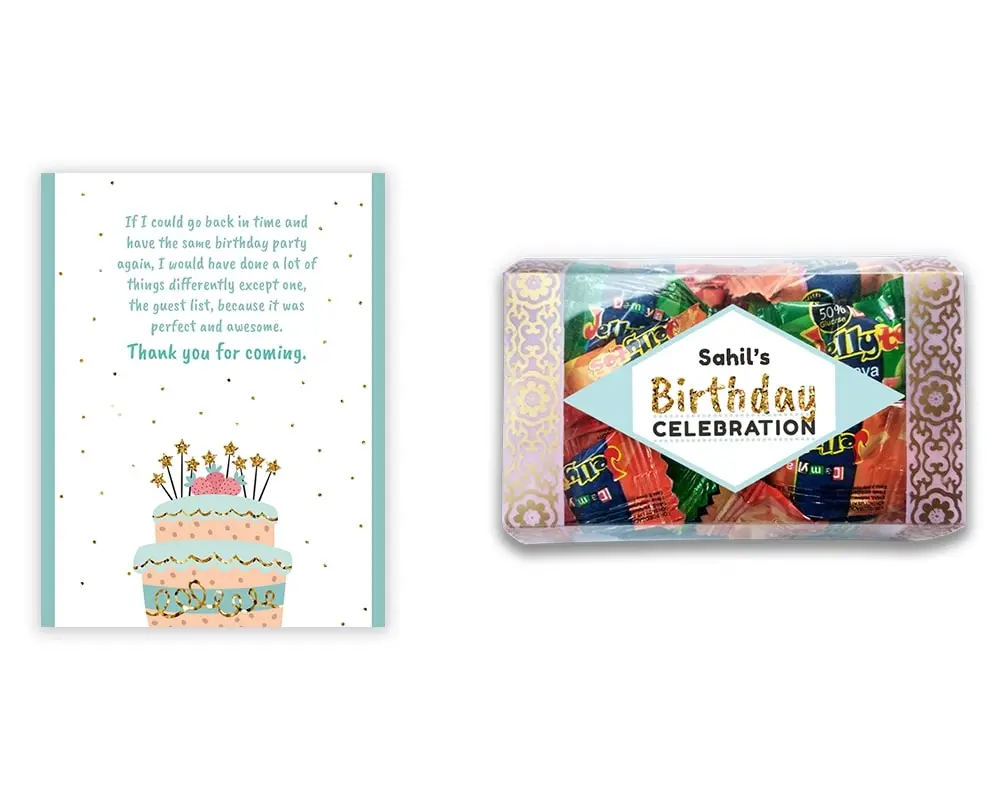 If I could go back in time and
have the same birthday party
again, I would have done a lot of
things differently except one,
the guest list, because it was
perfect and awesome.
Thank you for coming.
Sahil's
Birthday
CELEBRATION
50%
Glucose